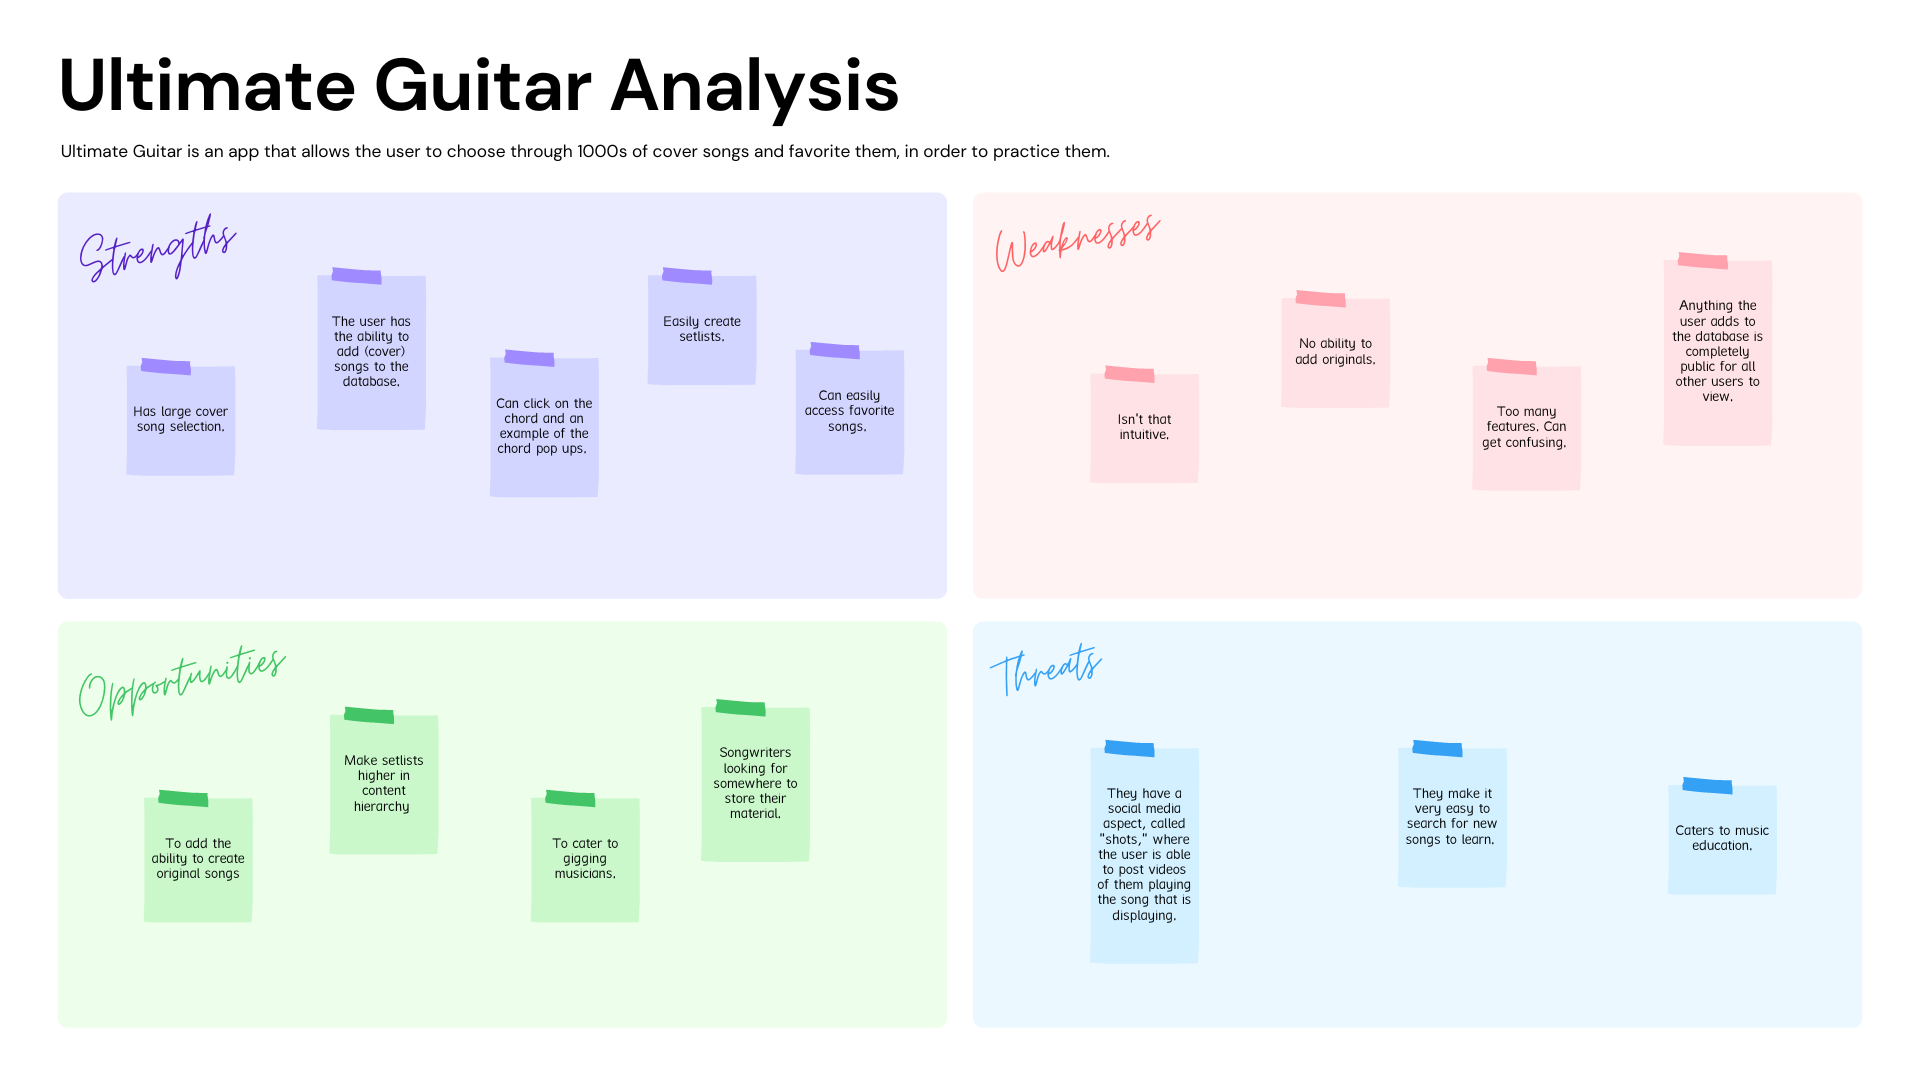 Ultimate Guitar Analysis
Ultimate Guitar is an app that allows the user to choose through 1000s of cover songs and favorite them, in order to practice them.
Strengths
Has large cover
song selection.
The user has
the ability to
add (cover)
songs to the
database.
Can click on the
chord and an
example of the
chord pop ups.
Easily create
setlists.
Can easily
access favorite
songs.
Weaknesses
Isn't that
intuitive.
No ability to
add originals.
Too many
features. Can
get confusing.
Anything the
user adds to
the database is
completely
public for all
other users to
view.
Opportunities
To add the
ability to create
original songs
Make setlists
higher in
content
hierarchy
To cater to
gigging
musicians.
Songwriters
looking for
somewhere to
store their
material.
Threats
They have a
social media
aspect, called
"shots," where
the user is able
to post videos
of them playing
the song that is
displaying.
They make it
very easy to
search for new
songs to learn.
Caters to music
education.